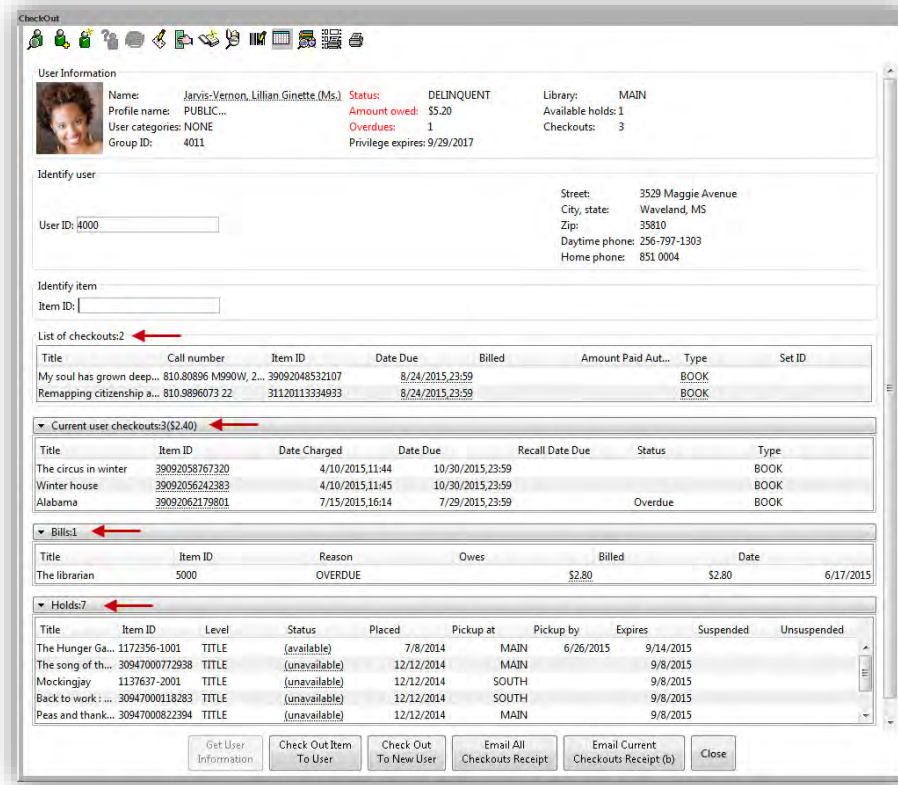 CheckOut
User Information
Name: Jarvis-Vernon, Lillian Ginette (Ms.) Status: DELINQUENT Library: MAIN
Profile name: PUBLIC... Amount owed: $5.20 Available holds: 1
User categories: NONE Overdues: 1 Checkouts: 3
Group ID: 4011 Privilege expires: 9/29/2017
Identify user
Street: 3529 Maggie Avenue
City, state: Waveland, MS
User ID: 4000 Zip: 35810
Daytime phone: 256-797-1303
Home phone: 851 0004
Identify item
Item ID:
List of checkouts:2
Title Call number Item ID Date Due Billed Amount Paid Aut... Type Set ID
My soul has grown deep... 810.80896 M990W, 2... 39092048532107 8/24/2015,23:59 BOOK
Remapping citizenship a... 810.9896073 22 31120113334933 8/24/2015,23:59 BOOK
Current user checkouts:3($2.40)
Title Item ID Date Charged Date Due Recall Date Due Status Type
The circus in winter 39092058767320 4/10/2015,11:44 10/30/2015,23:59 BOOK
Winter house 39092056242383 4/10/2015,11:45 10/30/2015,23:59 BOOK
Alabama 39092062179801 7/15/2015,16:14 7/29/2015,23:59 Overdue BOOK
Bills:1
Title Item ID Reason Owes Billed Date
The librarian 5000 OVERDUE $2.80 $2.80 6/17/2015
Holds:7
Title Item ID Level Status Placed Pickup at Pickup by Expires Suspended Unsuspended
The Hunger Ga... 1172356-1001 TITLE (available) 7/8/2014 MAIN 6/26/2015 9/14/2015
The song of th... 30947000772938 TITLE (unavailable) 12/12/2014 MAIN 9/8/2015
Mockingjay 1137637-2001 TITLE (unavailable) 12/12/2014 SOUTH 9/8/2015
Back to work : ... 30947000118283 TITLE (unavailable) 12/12/2014 SOUTH 9/8/2015
Peas and thank... 30947000822394 TITLE (unavailable) 12/12/2014 MAIN 9/8/2015
Get User Information
Check Out Item To User
Check Out To New User
Email All Checkouts Receipt
Email Current Checkouts Receipt (b)
Close